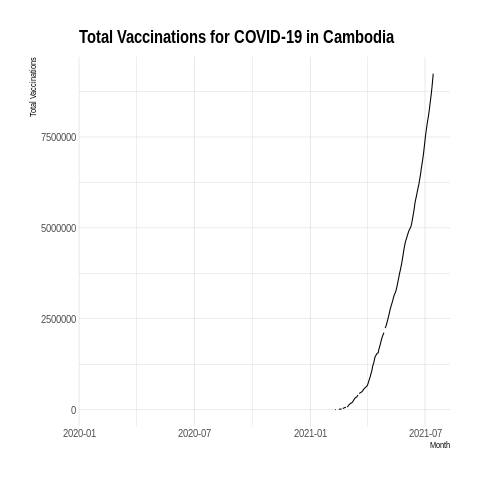 Total Vaccinations for COVID-19 in Cambodia
Total Vaccinations
7500000
5000000
2500000
0
2020-01 2020-07 2021-01 2021-07
Month